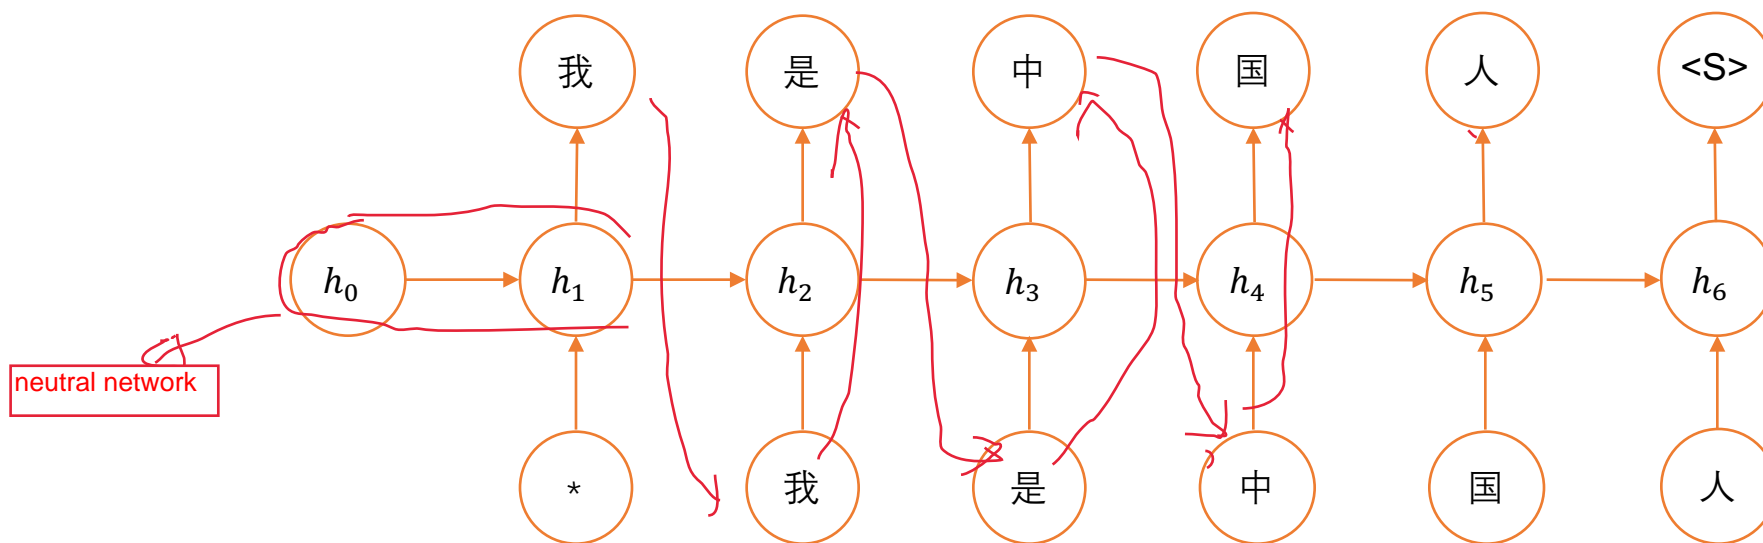 我 是 中 国 人 <S>
h₀ h₁ h₂ h₃ h₄ h₅ h₆
neutral network
* 我 是 中 国 人